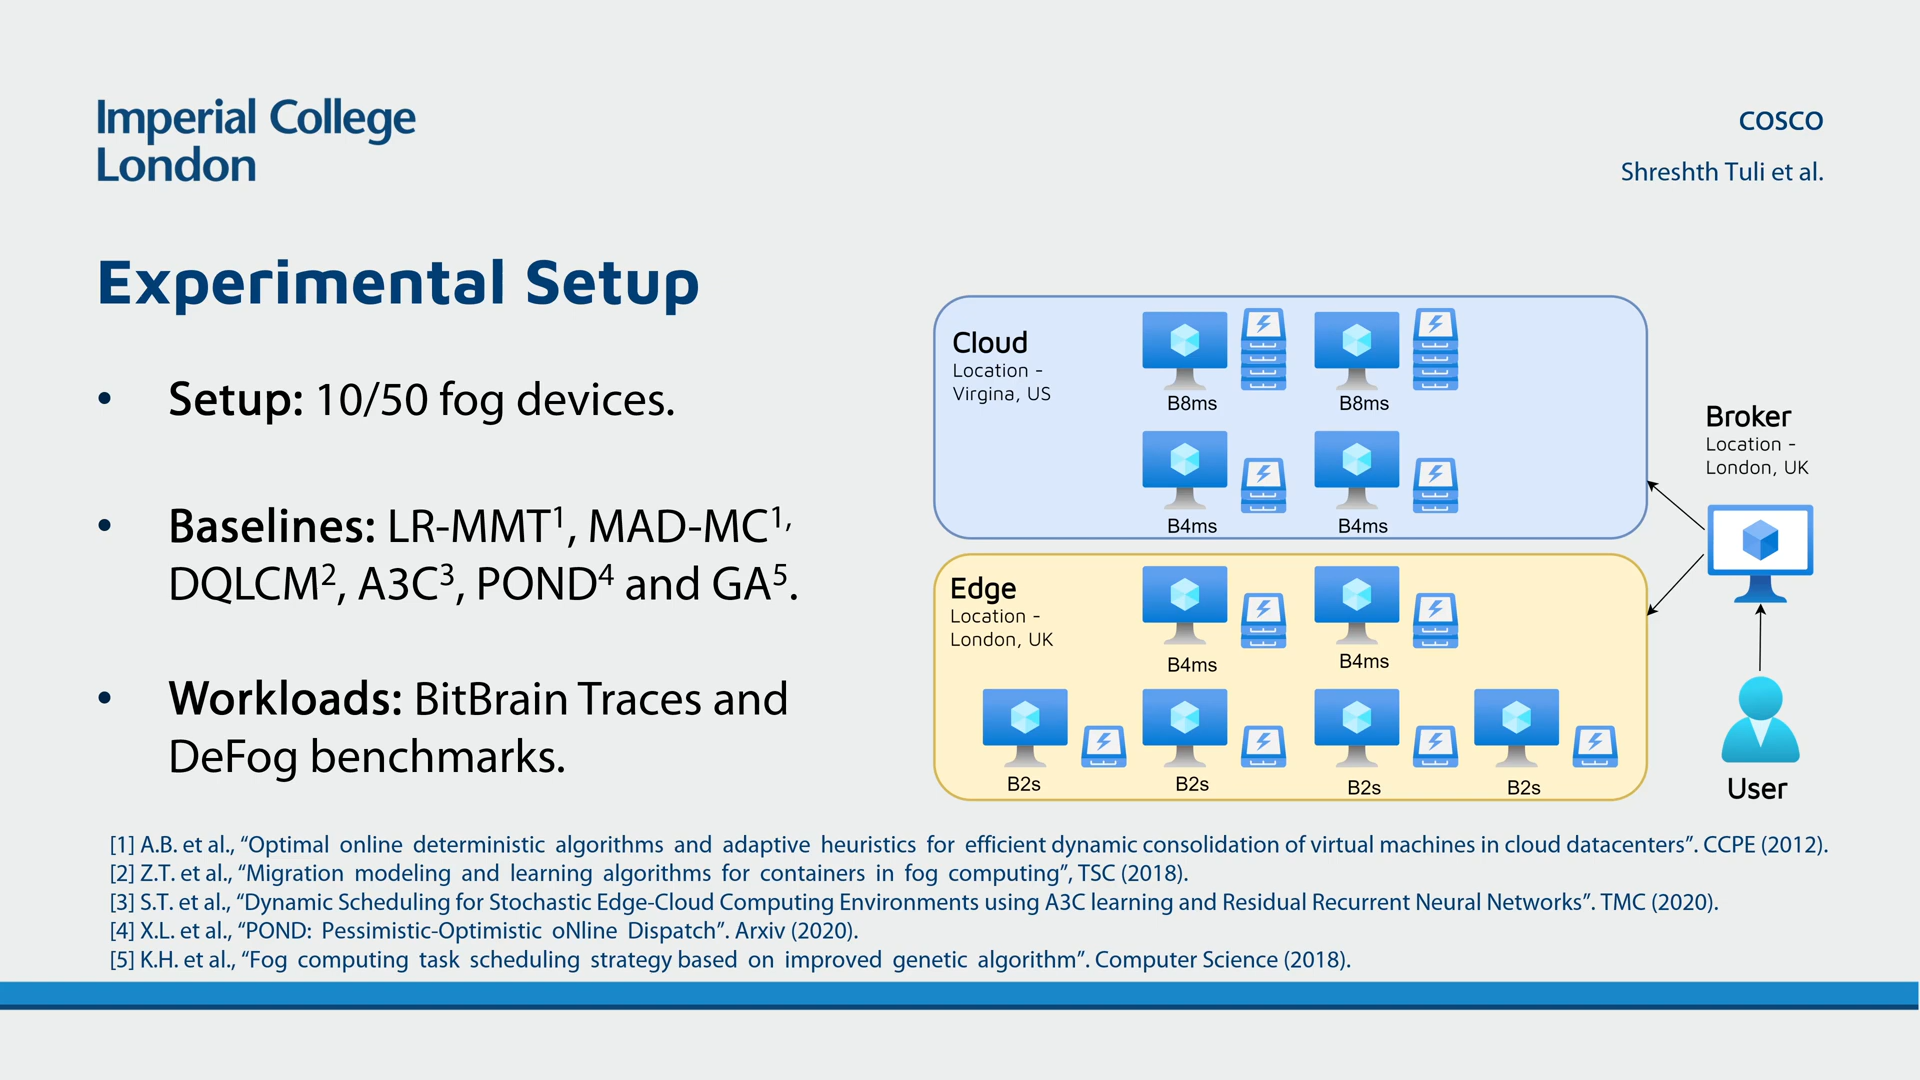 Imperial College
London
COSCO
Shreshth Tuli et al.
Experimental Setup
• Setup: 10/50 fog devices.
• Baselines: LR-MMT¹, MAD-MC¹,
DQLCM², A3C³, POND⁴ and GA⁵.
• Workloads: BitBrain Traces and
DeFog benchmarks.
Cloud
Location -
Virgina, US
B8ms
B8ms
B4ms
B4ms
Edge
Location -
London, UK
B4ms
B4ms
B2s
B2s
B2s
B2s
Broker
Location -
London, UK
User
[1] A.B. et al., “Optimal online deterministic algorithms and adaptive heuristics for efficient dynamic consolidation of virtual machines in cloud datacenters”. CCPE (2012).
[2] Z.T. et al., “Migration modeling and learning algorithms for containers in fog computing”, TSC (2018).
[3] S.T. et al., “Dynamic Scheduling for Stochastic Edge-Cloud Computing Environments using A3C learning and Residual Recurrent Neural Networks”. TMC (2020).
[4] X.L. et al., “POND: Pessimistic-Optimistic oNline Dispatch”. Arxiv (2020).
[5] K.H. et al., “Fog computing task scheduling strategy based on improved genetic algorithm”. Computer Science (2018).